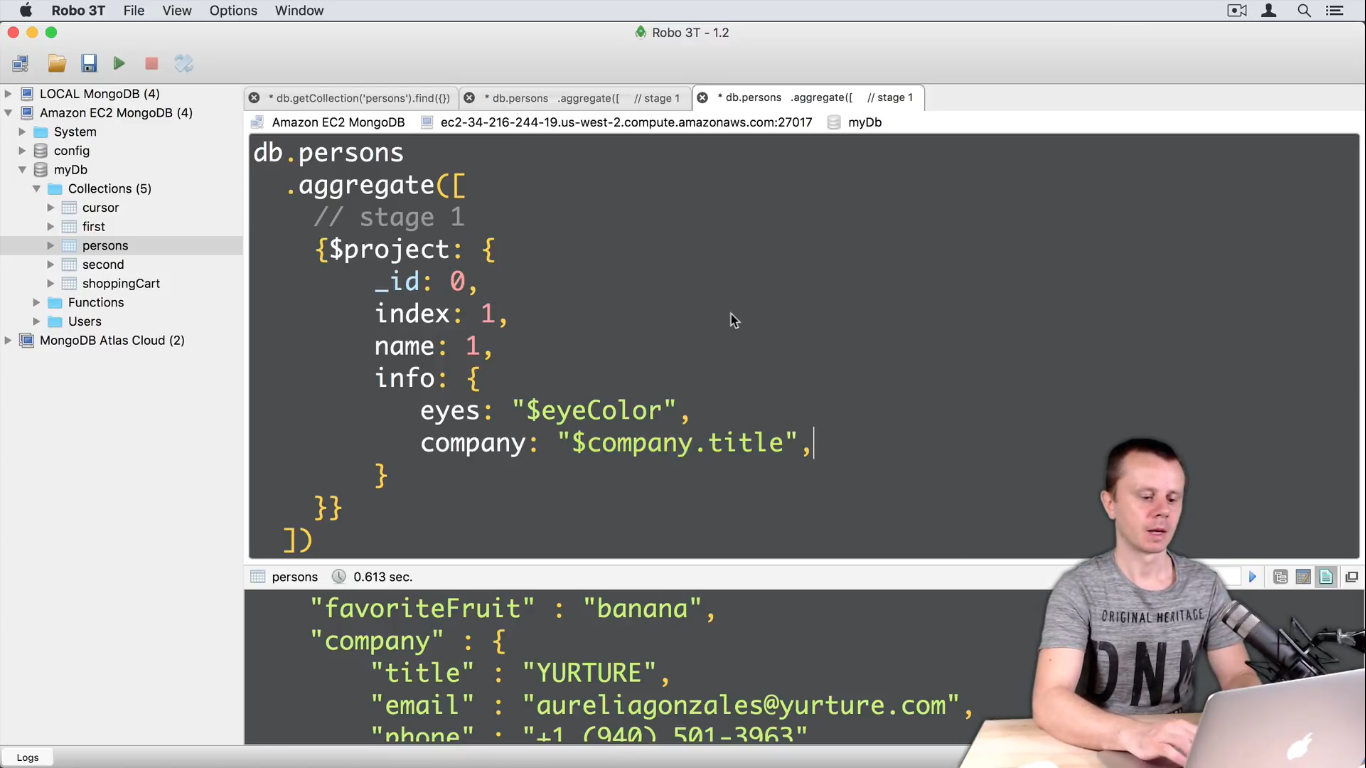 Robo 3T File View Options Window
Robo 3T - 1.2
LOCAL MongoDB (4)
Amazon EC2 MongoDB (4)
System
config
myDb
Collections (5)
cursor
first
persons
second
shoppingCart
Functions
Users
MongoDB Atlas Cloud (2)
* db.getCollection('persons').find({}) * db.persons .aggregate([ // stage 1 * db.persons .aggregate([ // stage 1
Amazon EC2 MongoDB ec2-34-216-244-19.us-west-2.compute.amazonaws.com:27017 myDb
db.persons
.aggregate([
// stage 1
{$project: {
_id: 0,
index: 1,
name: 1,
info: {
eyes: "$eyeColor",
company: "$company.title",
}
}}
])
persons 0.613 sec.
"favoriteFruit" : "banana",
"company" : {
"title" : "YURTURE",
"email" : "aureliagonzales@yurture.com",
"phone" : "+1 (940) 501-3963"
Logs
ORIGINAL HERITAGE
DNM